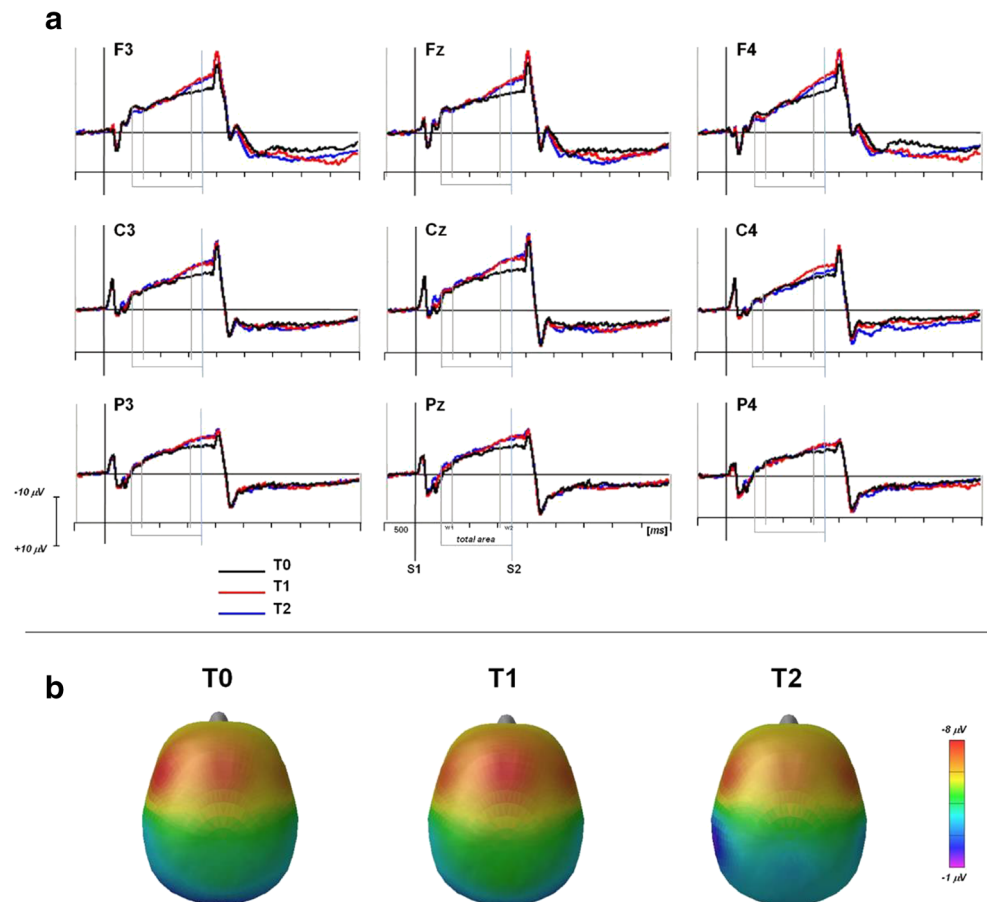 a
F3
Fz
F4
C3
Cz
C4
P3
Pz
P4
-10 µV
+10 µV
500
w1
w2
[ms]
total area
S1
S2
T0
T1
T2
b
T0
T1
T2
-8 µV
-1 µV